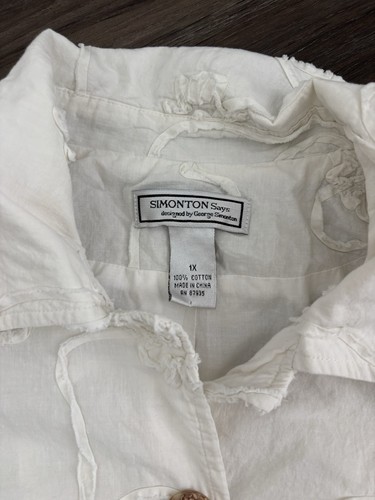 SIMONTON Says
designed by George Simonton
1X
100% COTTON
MADE IN CHINA
RN 87935